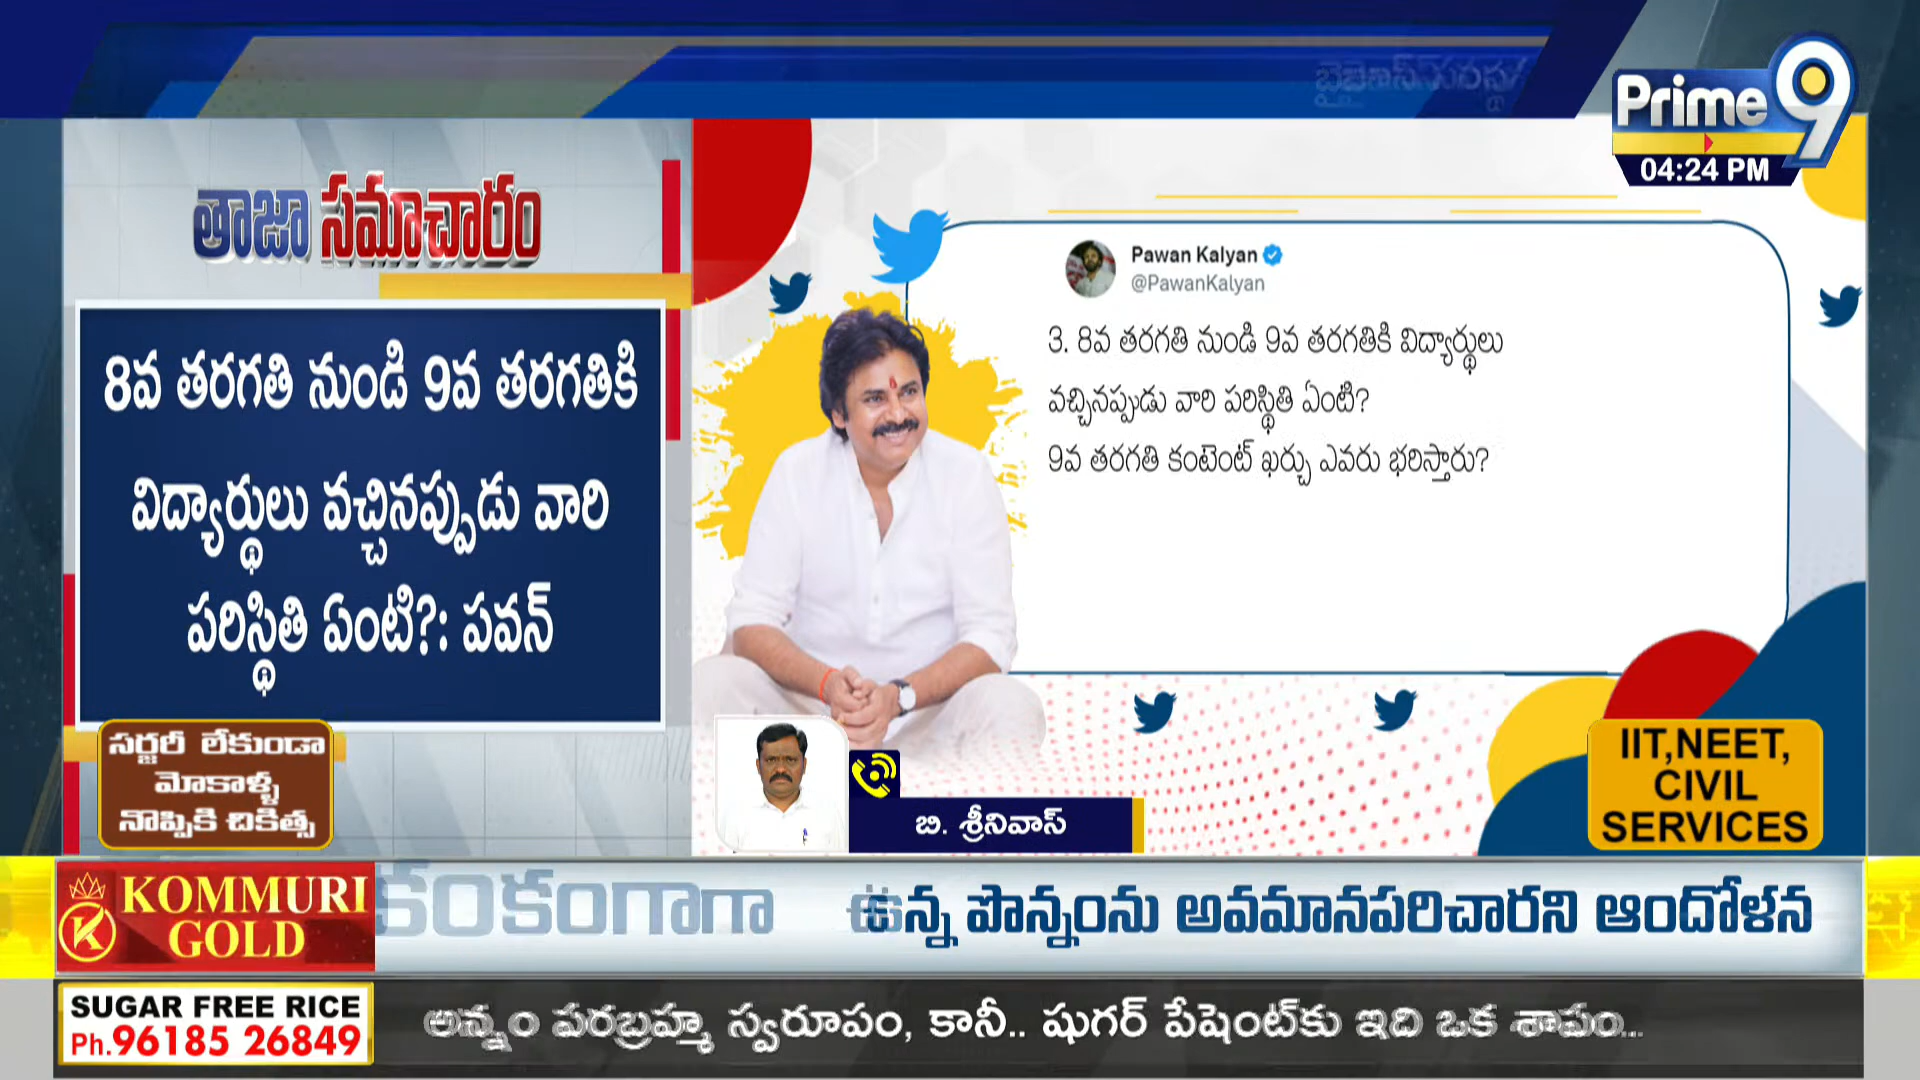 Prime9
04:24 PM
తాజా సమాచారం
8వ తరగతి నుండి 9వ తరగతికి
విద్యార్థులు వచ్చినప్పుడు వారి
పరిస్థితి ఏంటి?: పవన్
Pawan Kalyan
@PawanKalyan
3. 8వ తరగతి నుండి 9వ తరగతికి విద్యార్థులు
వచ్చినప్పుడు వారి పరిస్థితి ఏంటి?
9వ తరగతి కంటెంట్ ఖర్చు ఎవరు భరిస్తారు?
సర్జరీ లేకుండా
మోకాళ్ళ
నొప్పికి చికిత్స
బి. శ్రీనివాస్
IIT,NEET,
CIVIL
SERVICES
KOMMURI
GOLD
ఉన్న పొన్నంను అవమానపరిచారని ఆందోళన
SUGAR FREE RICE
Ph.96185 26849
అన్నం పరబ్రహ్మ స్వరూపం, కానీ.. షుగర్ పేషెంట్‌కు ఇది ఒక శాపం...